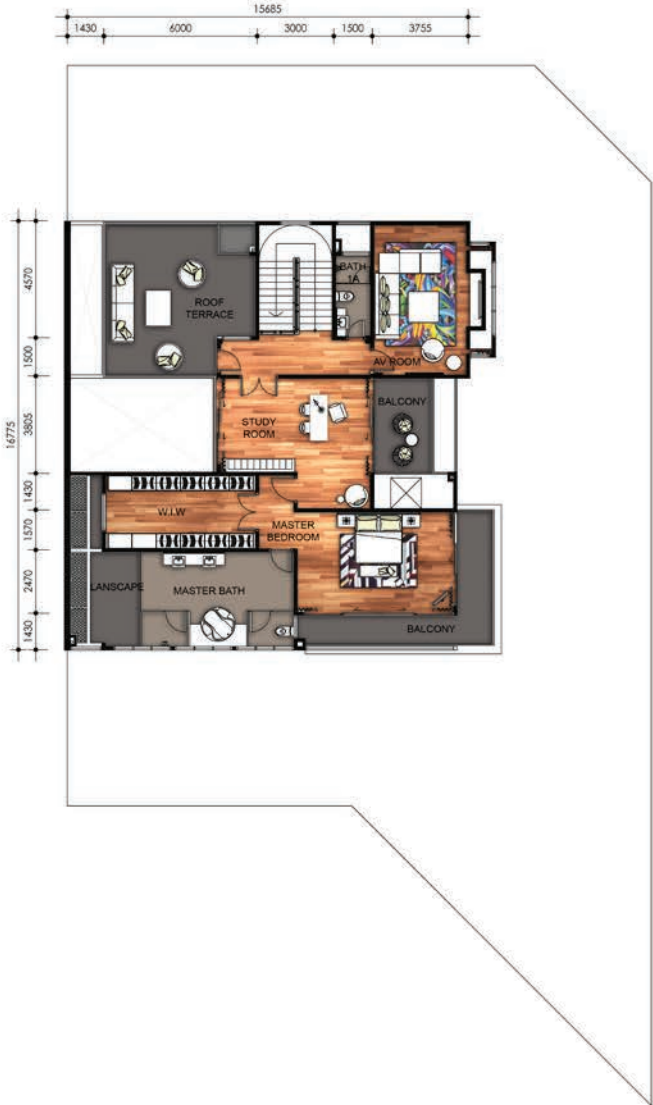 15685
1430 6000 3000 1500 3755
16775
4570
1500
3805
1430
1570
2470
1430
ROOF
TERRACE
BATH
1A
AV ROOM
STUDY
ROOM
BALCONY
W.I.W
MASTER
BEDROOM
LANSCAPE
MASTER BATH
BALCONY